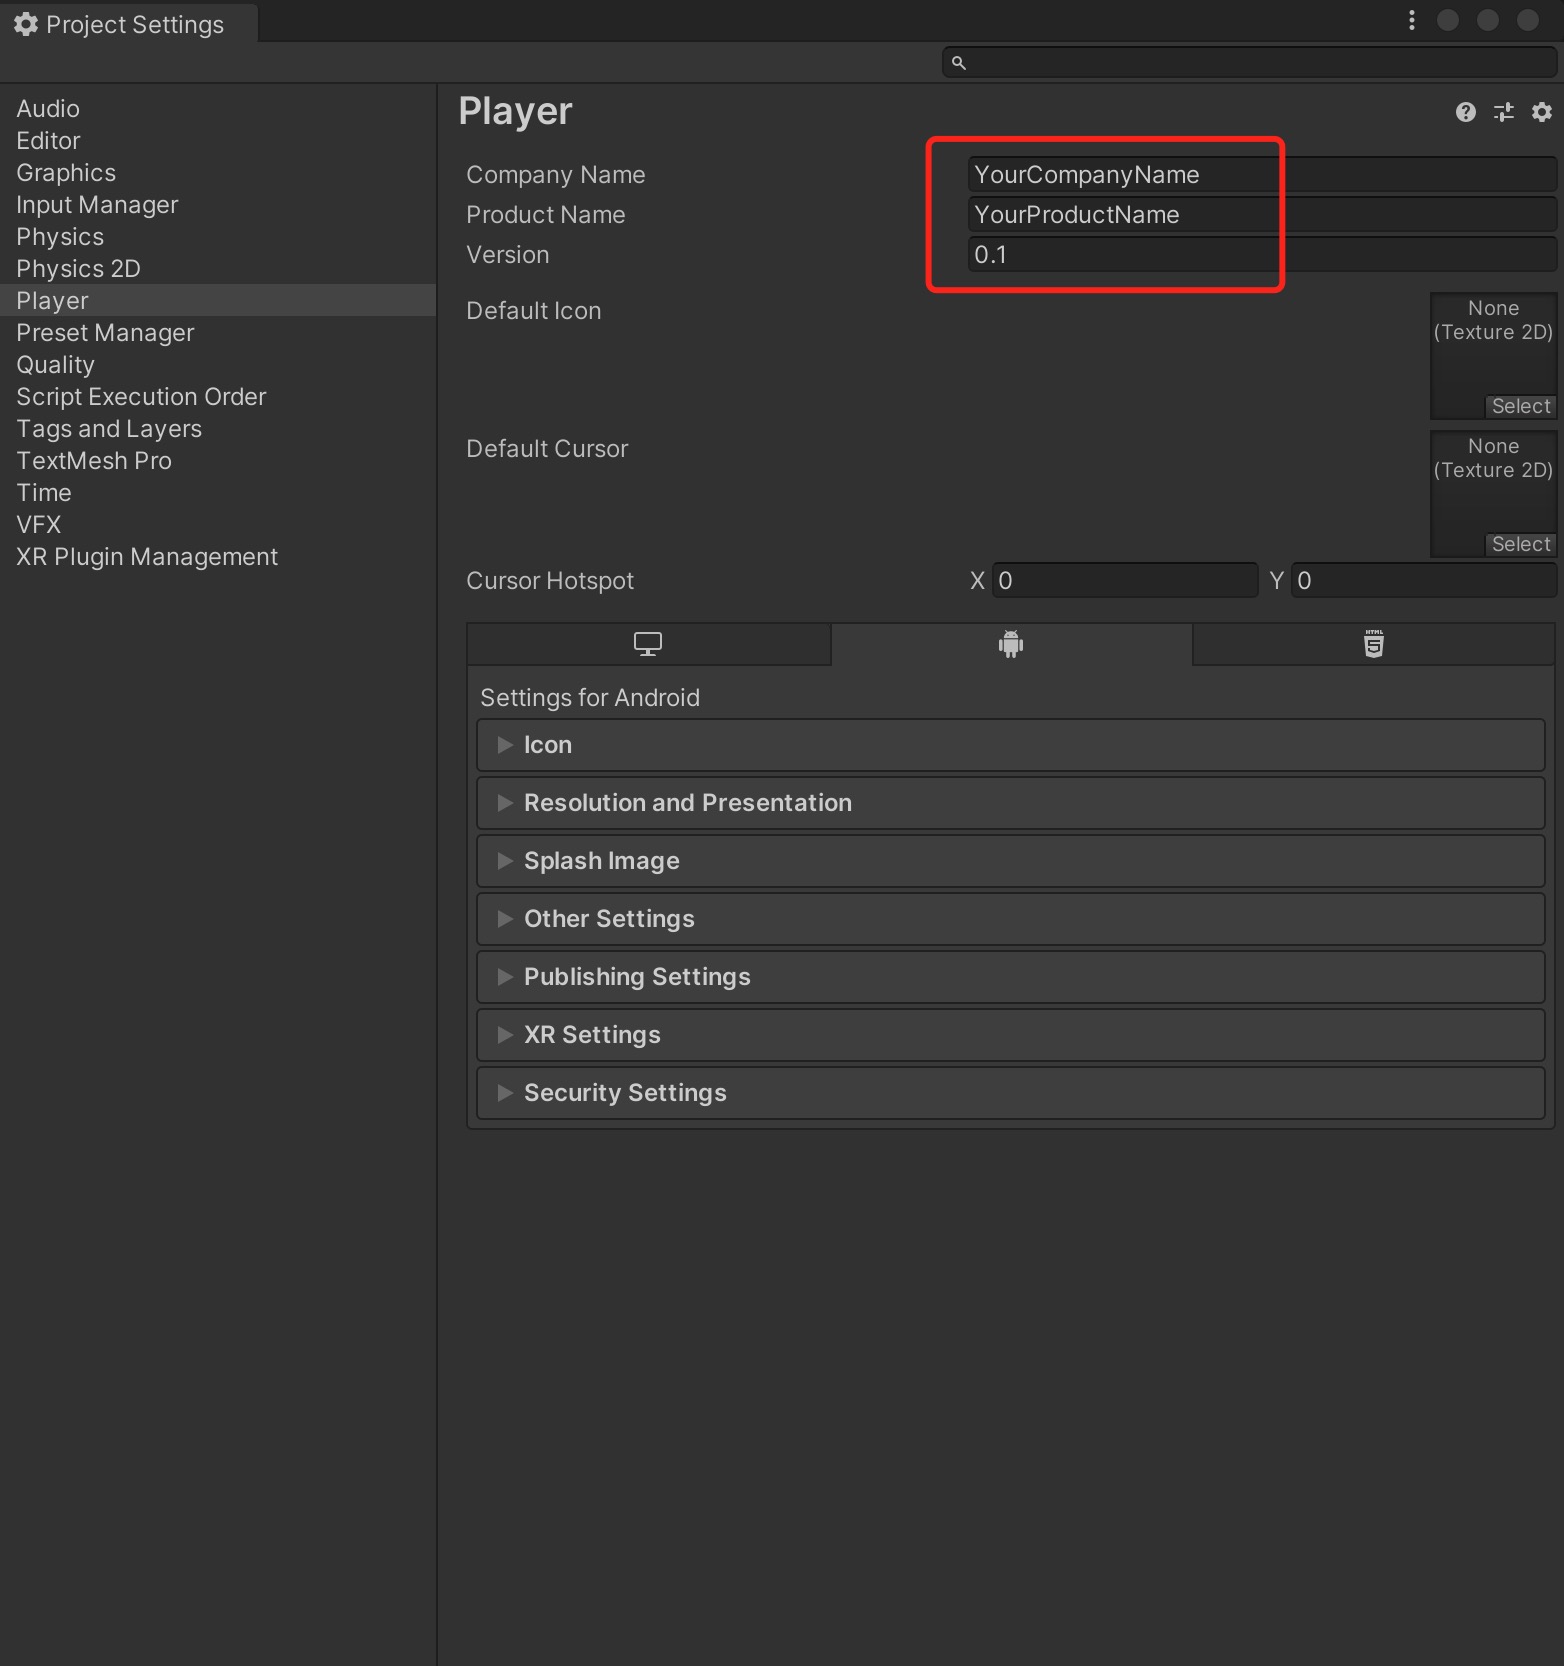 Project Settings
Audio
Editor
Graphics
Input Manager
Physics
Physics 2D
Player
Preset Manager
Quality
Script Execution Order
Tags and Layers
TextMesh Pro
Time
VFX
XR Plugin Management
Player
Company Name YourCompanyName
Product Name YourProductName
Version 0.1
Default Icon
None
(Texture 2D)
Select
Default Cursor
None
(Texture 2D)
Select
Cursor Hotspot X 0 Y 0
HTML
Settings for Android
Icon
Resolution and Presentation
Splash Image
Other Settings
Publishing Settings
XR Settings
Security Settings